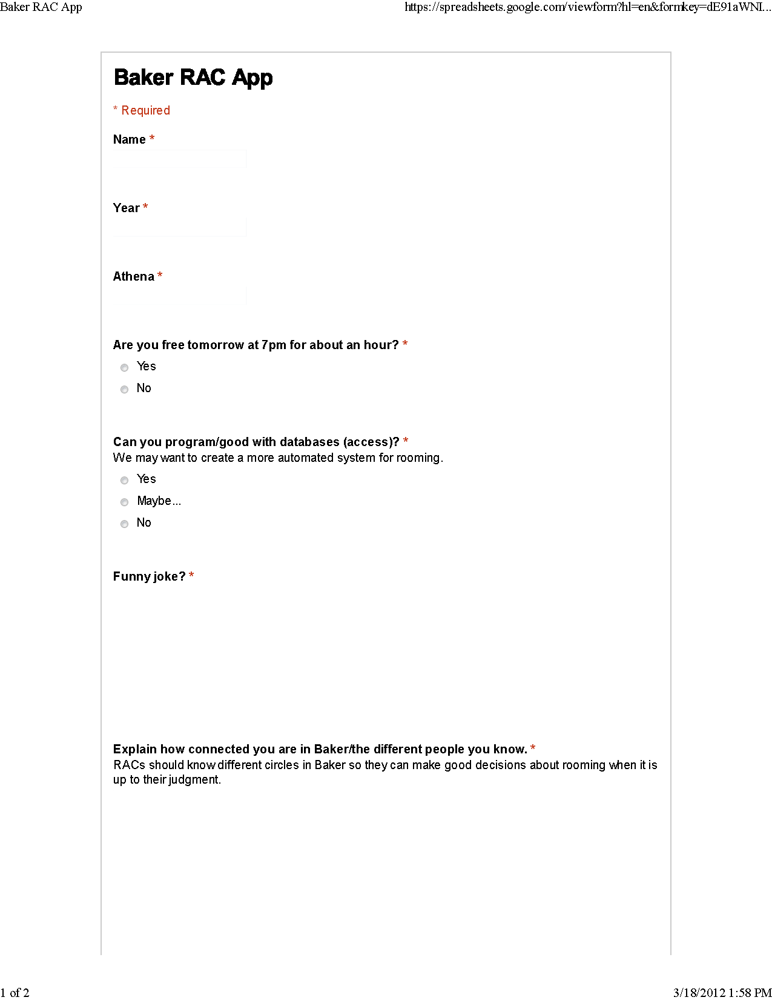 Baker RAC App
https://spreadsheets.google.com/viewform?hl=en&formkey=dE91aWNI...
Baker RAC App
* Required
Name *
Year *
Athena *
Are you free tomorrow at 7pm for about an hour? *
Yes
No
Can you program/good with databases (access)? *
We may want to create a more automated system for rooming.
Yes
Maybe...
No
Funny joke? *
Explain how connected you are in Baker/the different people you know. *
RACs should know different circles in Baker so they can make good decisions about rooming when it is
up to their judgment.
1 of 2
3/18/2012 1:58 PM